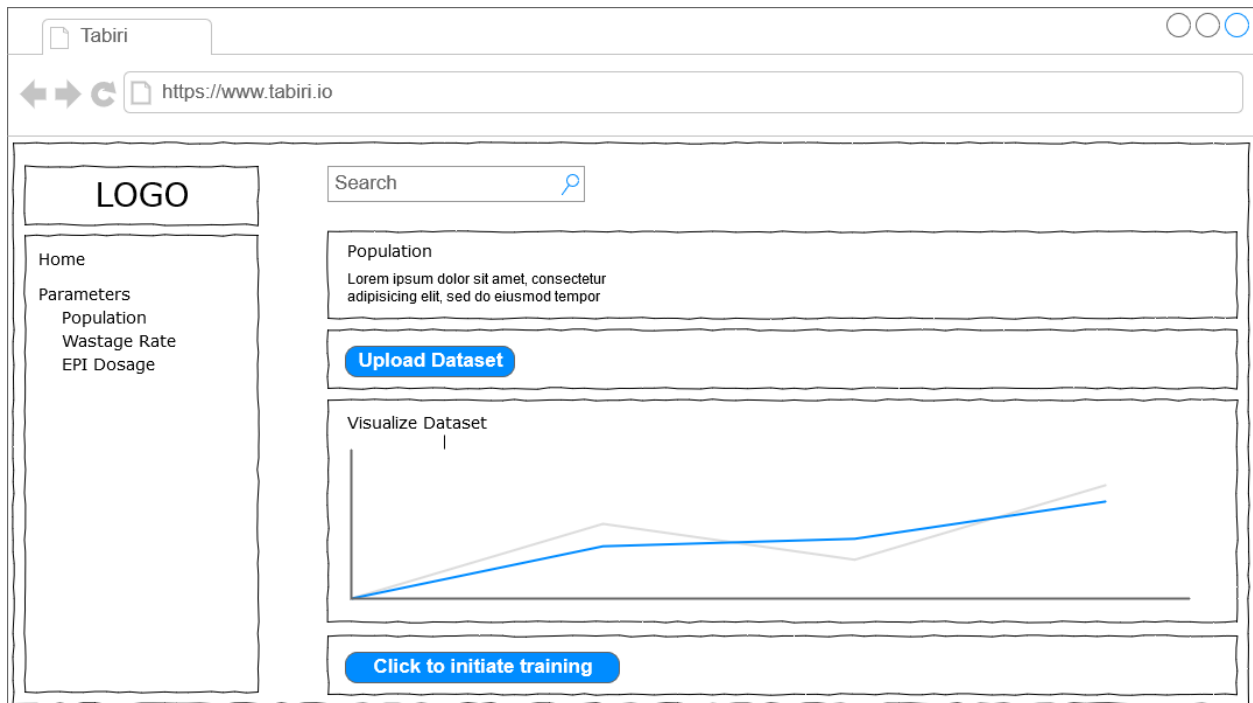 Tabiri
https://www.tabiri.io
LOGO
Search
Home
Parameters
Population
Wastage Rate
EPI Dosage
Population
Lorem ipsum dolor sit amet, consectetur
adipisicing elit, sed do eiusmod tempor
Upload Dataset
Visualize Dataset
Click to initiate training